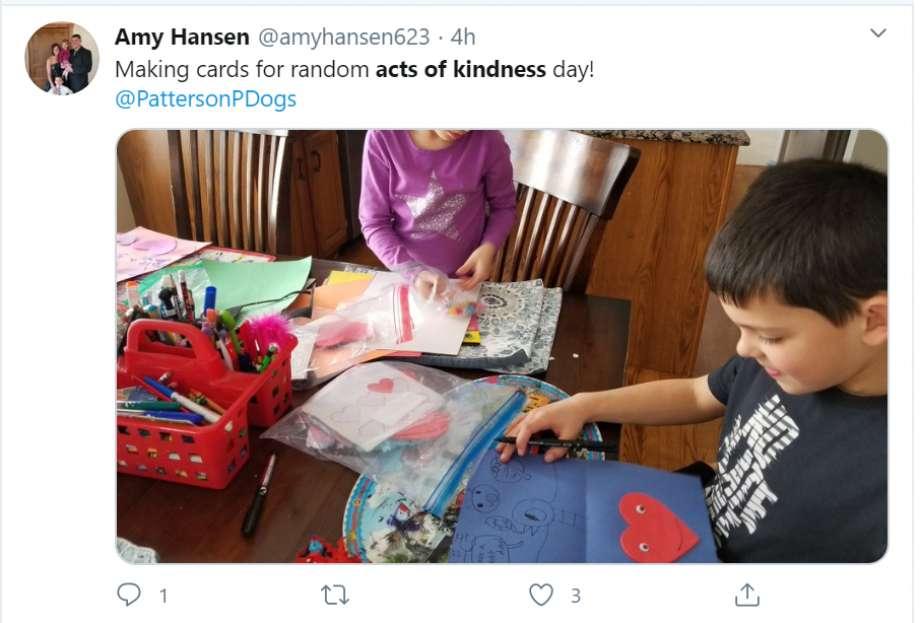 Amy Hansen @amyhansen623 · 4h
Making cards for random acts of kindness day!
@PattersonPDogs
1
3